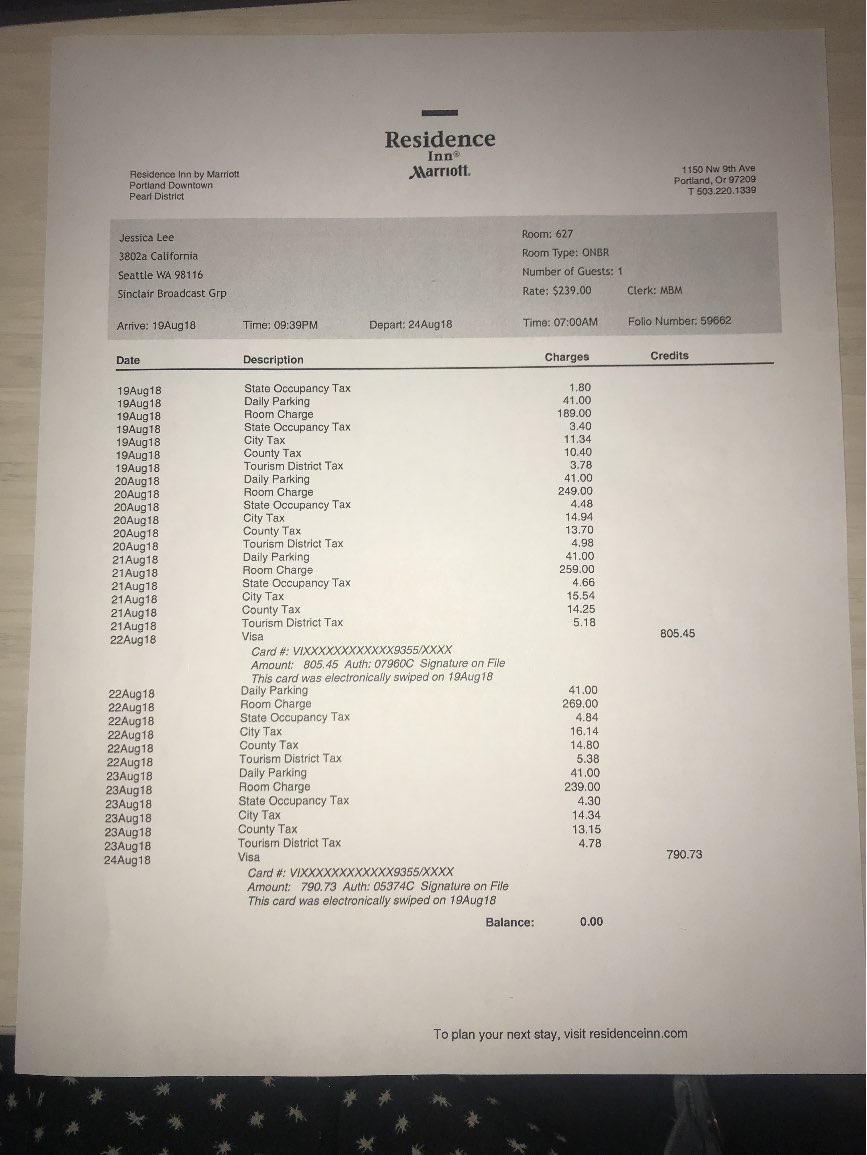 Residence
Inn®
Marriott.
Residence Inn by Marriott
Portland Downtown
Pearl District
1150 Nw 9th Ave
Portland, Or 97209
T 503.220.1339
Jessica Lee
3802a California
Seattle WA 98116
Sinclair Broadcast Grp
Room: 627
Room Type: ONBR
Number of Guests: 1
Rate: $239.00 Clerk: MBM
Arrive: 19Aug18 Time: 09:39PM Depart: 24Aug18 Time: 07:00AM Folio Number: 59662
Date Description Charges Credits
19Aug18 State Occupancy Tax 1.80
19Aug18 Daily Parking 41.00
19Aug18 Room Charge 189.00
19Aug18 State Occupancy Tax 3.40
19Aug18 City Tax 11.34
19Aug18 County Tax 10.40
19Aug18 Tourism District Tax 3.78
20Aug18 Daily Parking 41.00
20Aug18 Room Charge 249.00
20Aug18 State Occupancy Tax 4.48
20Aug18 City Tax 14.94
20Aug18 County Tax 13.70
20Aug18 Tourism District Tax 4.98
21Aug18 Daily Parking 41.00
21Aug18 Room Charge 259.00
21Aug18 State Occupancy Tax 4.66
21Aug18 City Tax 15.54
21Aug18 County Tax 14.25
21Aug18 Tourism District Tax 5.18
22Aug18 Visa 805.45
Card #: VIXXXXXXXXXXXX9355/XXXX
Amount: 805.45 Auth: 07960C Signature on File
This card was electronically swiped on 19Aug18
22Aug18 Daily Parking 41.00
22Aug18 Room Charge 269.00
22Aug18 State Occupancy Tax 4.84
22Aug18 City Tax 16.14
22Aug18 County Tax 14.80
22Aug18 Tourism District Tax 5.38
23Aug18 Daily Parking 41.00
23Aug18 Room Charge 239.00
23Aug18 State Occupancy Tax 4.30
23Aug18 City Tax 14.34
23Aug18 County Tax 13.15
23Aug18 Tourism District Tax 4.78
24Aug18 Visa 790.73
Card #: VIXXXXXXXXXXXX9355/XXXX
Amount: 790.73 Auth: 05374C Signature on File
This card was electronically swiped on 19Aug18
Balance: 0.00
To plan your next stay, visit residenceinn.com